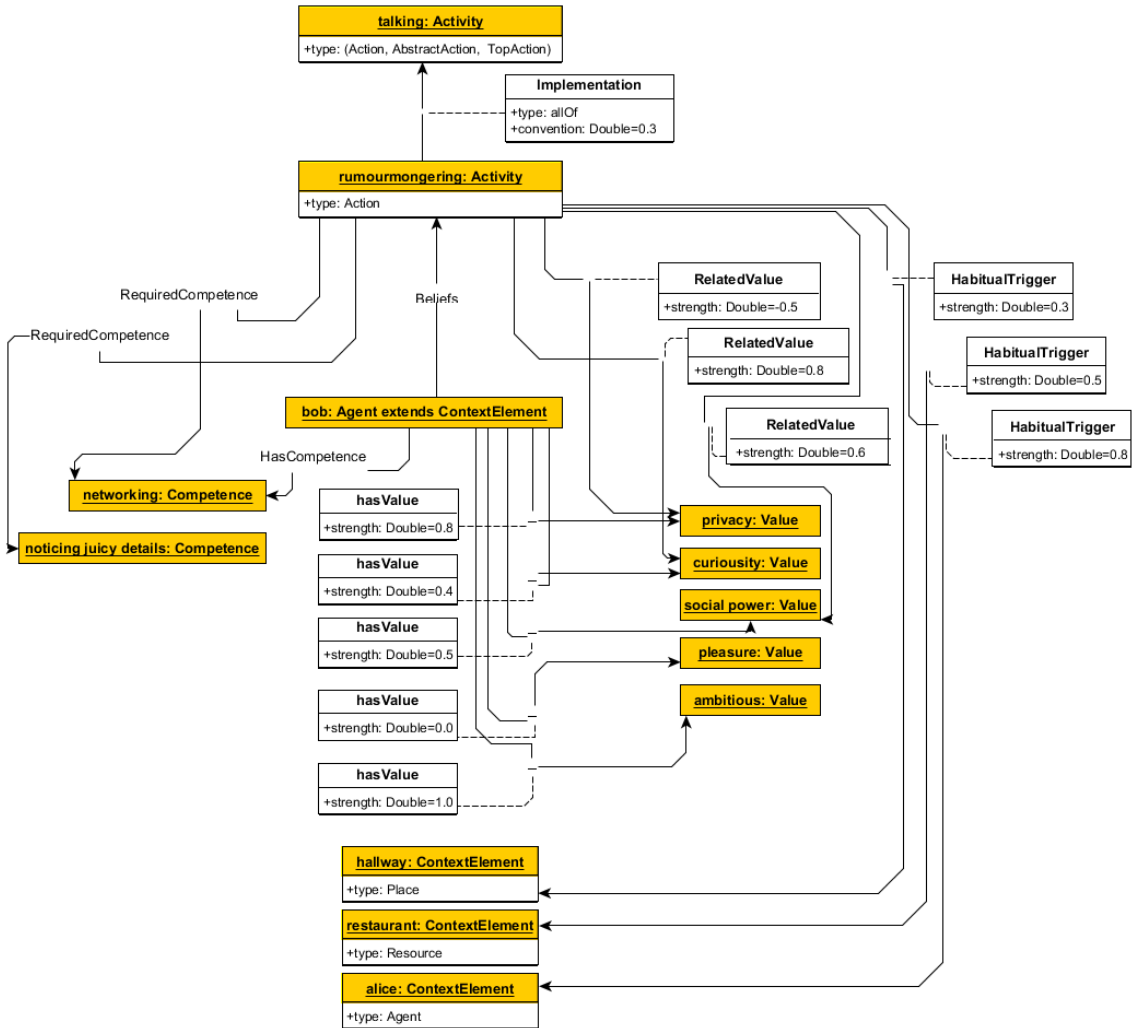 talking: Activity
+type: (Action, AbstractAction, TopAction)
Implementation
+type: allOf
+convention: Double=0.3
rumourmongering: Activity
+type: Action
RelatedValue
+strength: Double=-0.5
HabitualTrigger
+strength: Double=0.3
RequiredCompetence
Beliefs
RequiredCompetence
RelatedValue
+strength: Double=0.8
HabitualTrigger
+strength: Double=0.5
bob: Agent extends ContextElement
RelatedValue
+strength: Double=0.6
HabitualTrigger
+strength: Double=0.8
HasCompetence
networking: Competence
noticing juicy details: Competence
hasValue
+strength: Double=0.8
privacy: Value
hasValue
+strength: Double=0.4
curiousity: Value
social power: Value
hasValue
+strength: Double=0.5
pleasure: Value
hasValue
+strength: Double=0.0
ambitious: Value
hasValue
+strength: Double=1.0
hallway: ContextElement
+type: Place
restaurant: ContextElement
+type: Resource
alice: ContextElement
+type: Agent